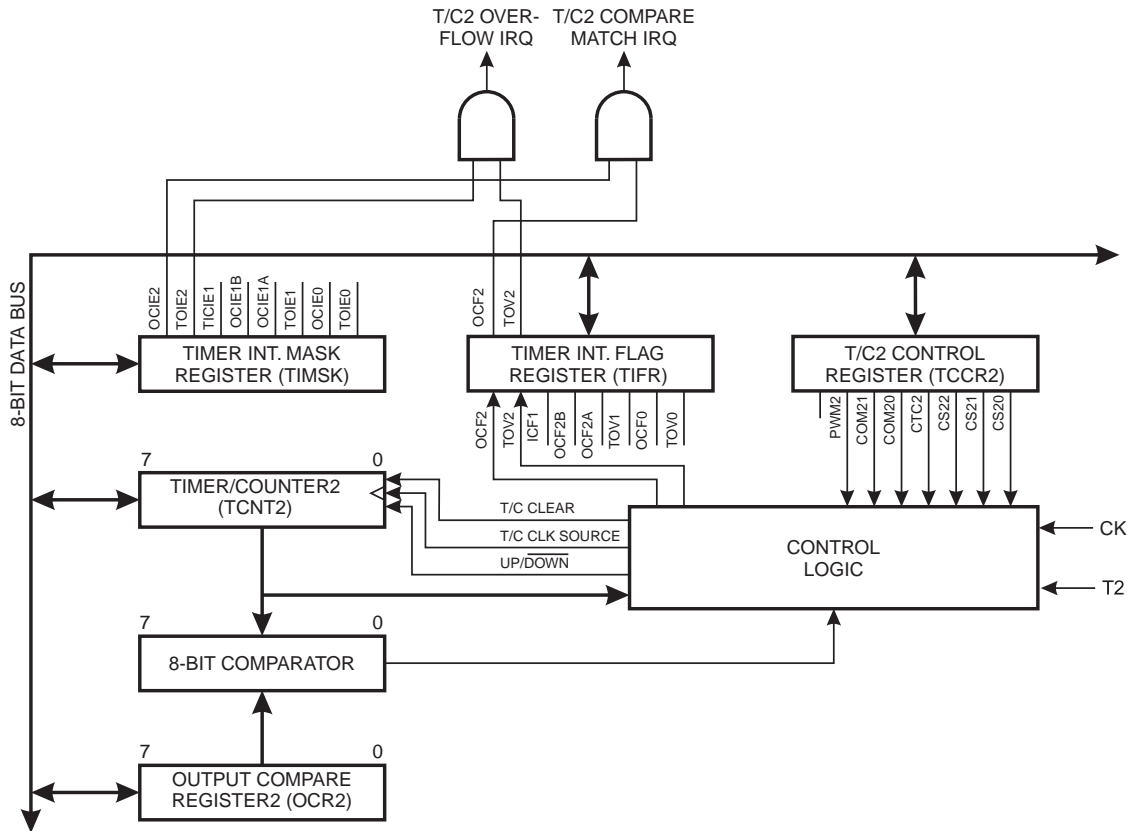 T/C2 OVER-
FLOW IRQ
T/C2 COMPARE
MATCH IRQ
8-BIT DATA BUS
OCIE2
TOIE2
TICIE1
OCIE1B
OCIE1A
TOIE1
OCIE0
TOIE0
OCF2
TOV2
TIMER INT. MASK
REGISTER (TIMSK)
TIMER INT. FLAG
REGISTER (TIFR)
T/C2 CONTROL
REGISTER (TCCR2)
OCF2
TOV2
ICF1
OCF2B
OCF2A
TOV1
OCF0
TOV0
PWM2
COM21
COM20
CTC2
CS22
CS21
CS20
7
0
TIMER/COUNTER2
(TCNT2)
T/C CLEAR
T/C CLK SOURCE
UP/DOWN
CONTROL
LOGIC
CK
T2
7
0
8-BIT COMPARATOR
7
0
OUTPUT COMPARE
REGISTER2 (OCR2)